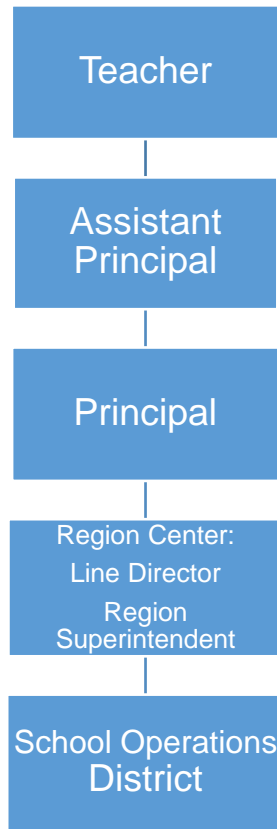 Teacher
Assistant
Principal
Principal
Region Center:
Line Director
Region
Superintendent
School Operations
District